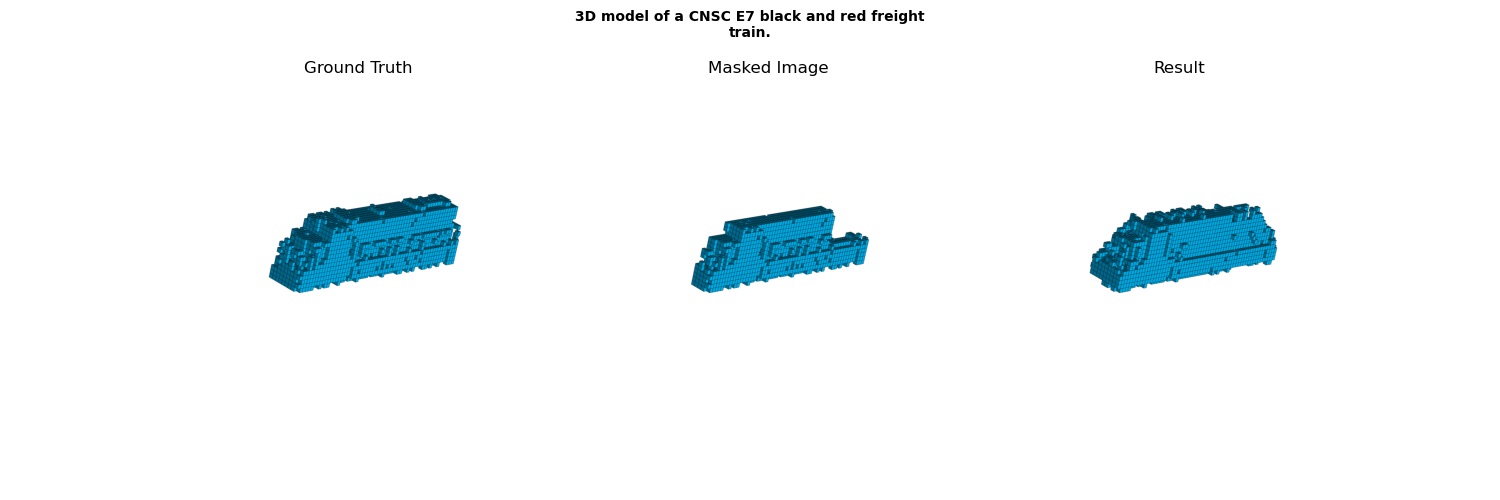 3D model of a CNSC E7 black and red freight
train.
Ground Truth
Masked Image
Result